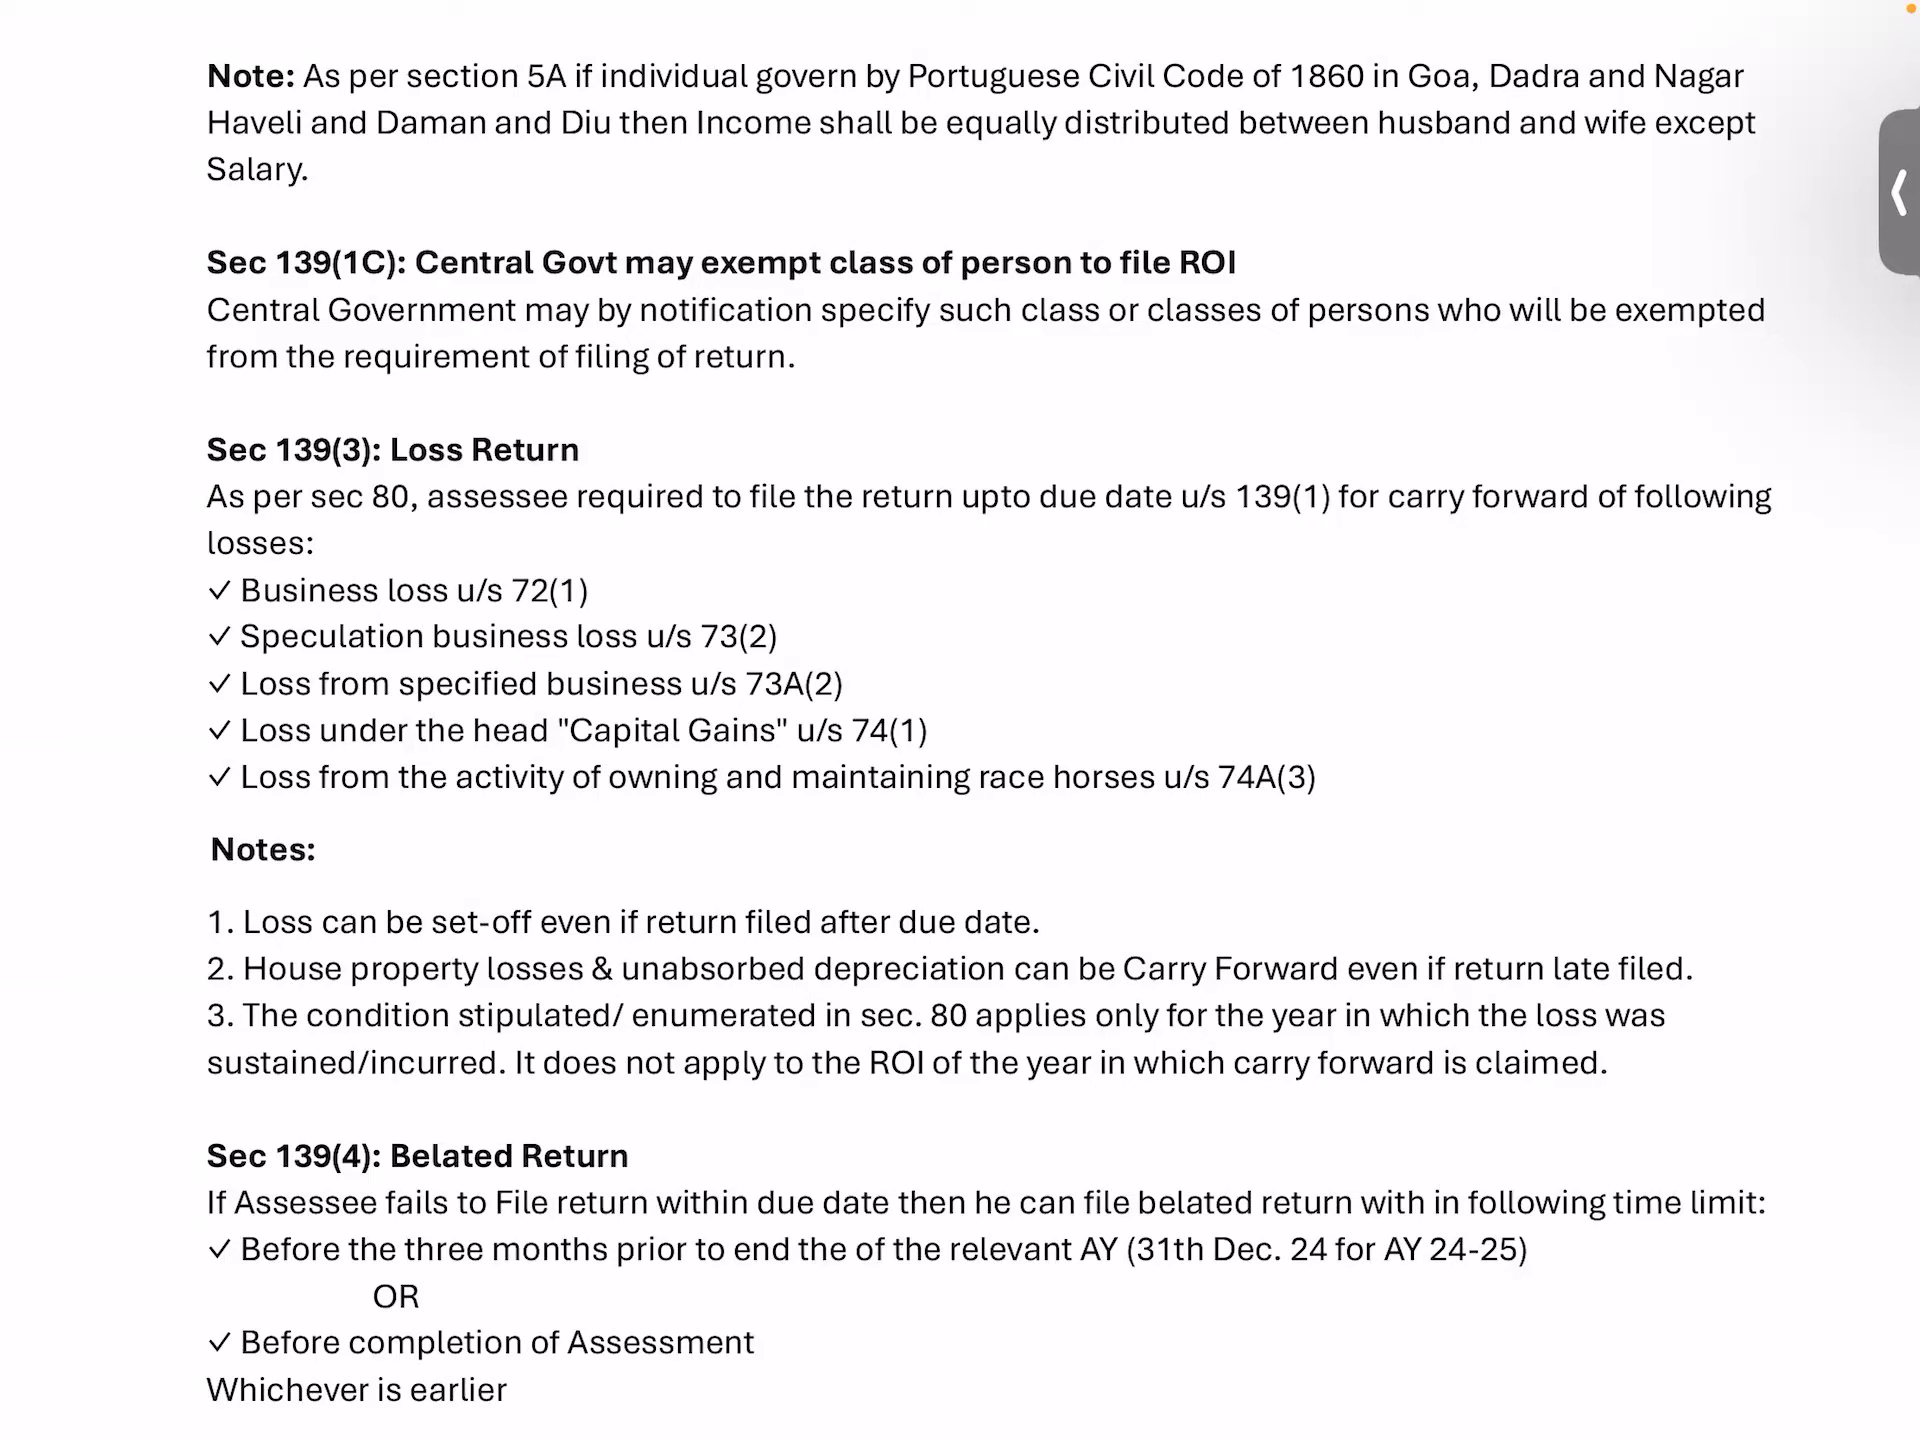 Note: As per section 5A if individual govern by Portuguese Civil Code of 1860 in Goa, Dadra and Nagar
Haveli and Daman and Diu then Income shall be equally distributed between husband and wife except
Salary.
Sec 139(1C): Central Govt may exempt class of person to file ROI
Central Government may by notification specify such class or classes of persons who will be exempted
from the requirement of filing of return.
Sec 139(3): Loss Return
As per sec 80, assessee required to file the return upto due date u/s 139(1) for carry forward of following
losses:
✓ Business loss u/s 72(1)
✓ Speculation business loss u/s 73(2)
✓ Loss from specified business u/s 73A(2)
✓ Loss under the head "Capital Gains" u/s 74(1)
✓ Loss from the activity of owning and maintaining race horses u/s 74A(3)
Notes:
1. Loss can be set-off even if return filed after due date.
2. House property losses & unabsorbed depreciation can be Carry Forward even if return late filed.
3. The condition stipulated/ enumerated in sec. 80 applies only for the year in which the loss was
sustained/incurred. It does not apply to the ROI of the year in which carry forward is claimed.
Sec 139(4): Belated Return
If Assessee fails to File return within due date then he can file belated return with in following time limit:
✓ Before the three months prior to end the of the relevant AY (31th Dec. 24 for AY 24-25)
OR
✓ Before completion of Assessment
Whichever is earlier